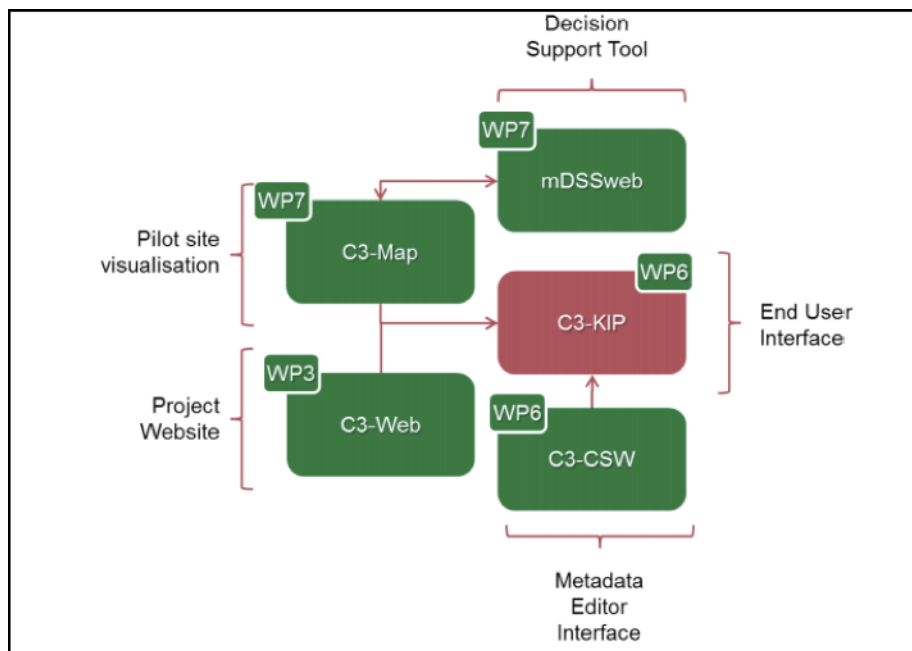 Decision
Support Tool
WP7
mDSSweb
WP7
C3-Map
Pilot site
visualisation
WP6
C3-KIP
End User
Interface
WP3
C3-Web
Project
Website
WP6
C3-CSW
Metadata
Editor
Interface